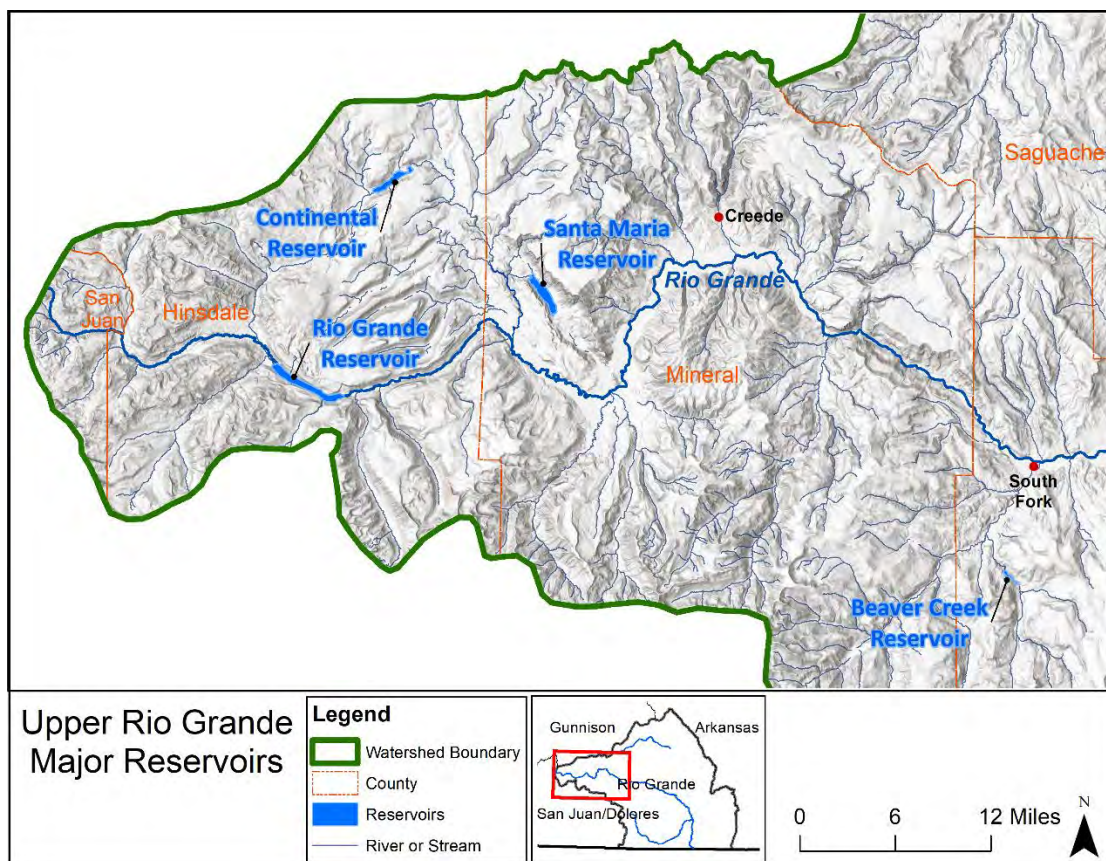 Saguache
Creede
Continental
Reservoir
Santa Maria
Reservoir
Rio Grande
San
Juan
Hinsdale
Rio Grande
Reservoir
Mineral
South
Fork
Beaver Creek
Reservoir
Upper Rio Grande
Major Reservoirs
Legend
Watershed Boundary
County
Reservoirs
River or Stream
Gunnison
Arkansas
Rio Grande
San Juan/Dolores
0 6 12 Miles
N